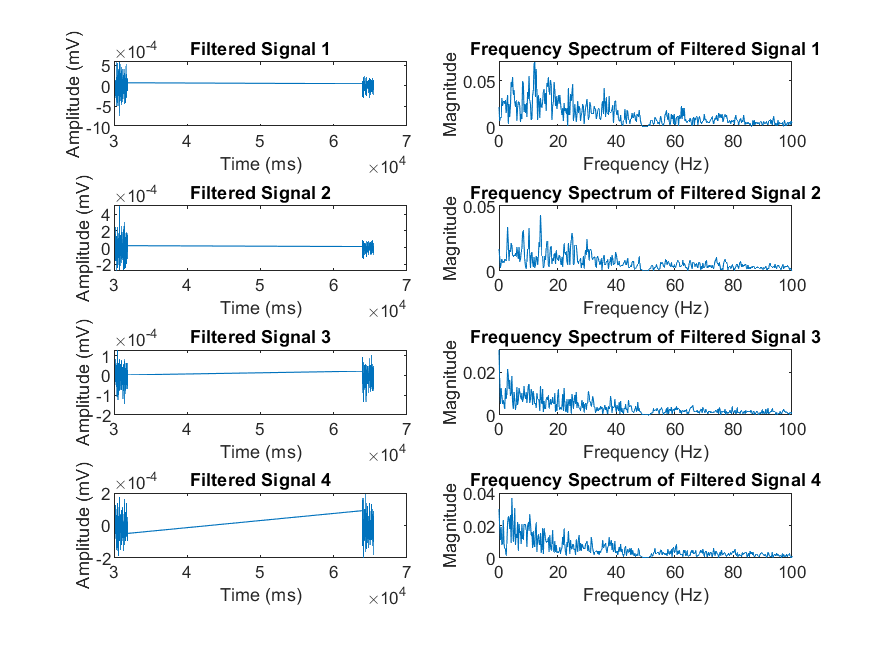 Filtered Signal 1
×10-4
Amplitude (mV)
5
0
-5
-10
3 4 5 6 7
Time (ms)
×104
Frequency Spectrum of Filtered Signal 1
Magnitude
0.05
0
0 20 40 60 80 100
Frequency (Hz)
Filtered Signal 2
×10-4
Amplitude (mV)
4
2
0
-2
3 4 5 6 7
Time (ms)
×104
Frequency Spectrum of Filtered Signal 2
Magnitude
0.05
0
0 20 40 60 80 100
Frequency (Hz)
Filtered Signal 3
×10-4
Amplitude (mV)
1
0
-1
-2
3 4 5 6 7
Time (ms)
×104
Frequency Spectrum of Filtered Signal 3
Magnitude
0.02
0
0 20 40 60 80 100
Frequency (Hz)
Filtered Signal 4
×10-4
Amplitude (mV)
2
0
-2
3 4 5 6 7
Time (ms)
×104
Frequency Spectrum of Filtered Signal 4
Magnitude
0.04
0.02
0
0 20 40 60 80 100
Frequency (Hz)